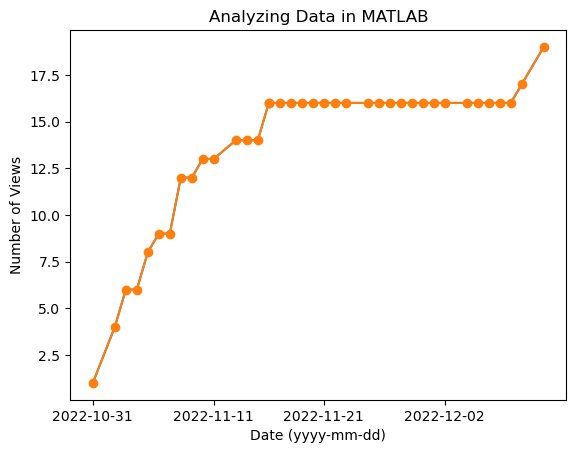 Analyzing Data in MATLAB
17.5
15.0
12.5
10.0
7.5
5.0
2.5
Number of Views
2022-10-31 2022-11-11 2022-11-21 2022-12-02
Date (yyyy-mm-dd)